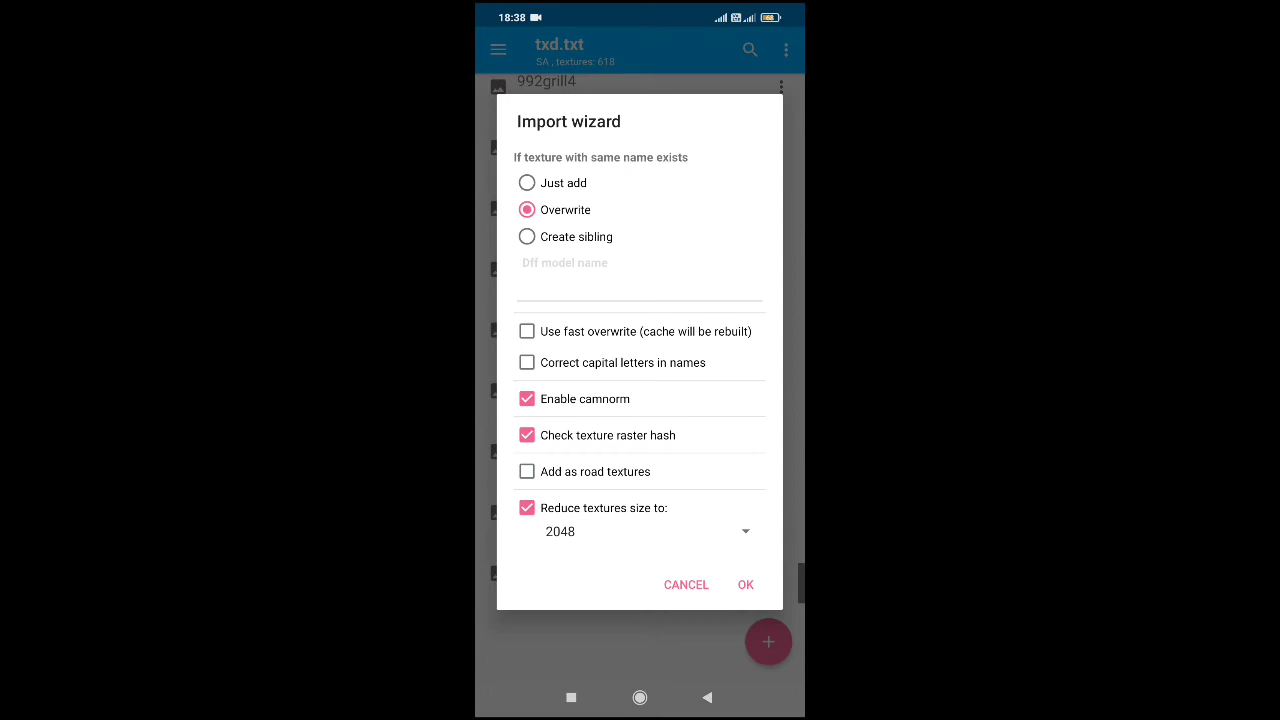 18:38
txd.txt
SA , textures: 618
992grill4
Import wizard
If texture with same name exists
Just add
Overwrite
Create sibling
Dff model name
Use fast overwrite (cache will be rebuilt)
Correct capital letters in names
Enable camnorm
Check texture raster hash
Add as road textures
Reduce textures size to:
2048
CANCEL OK